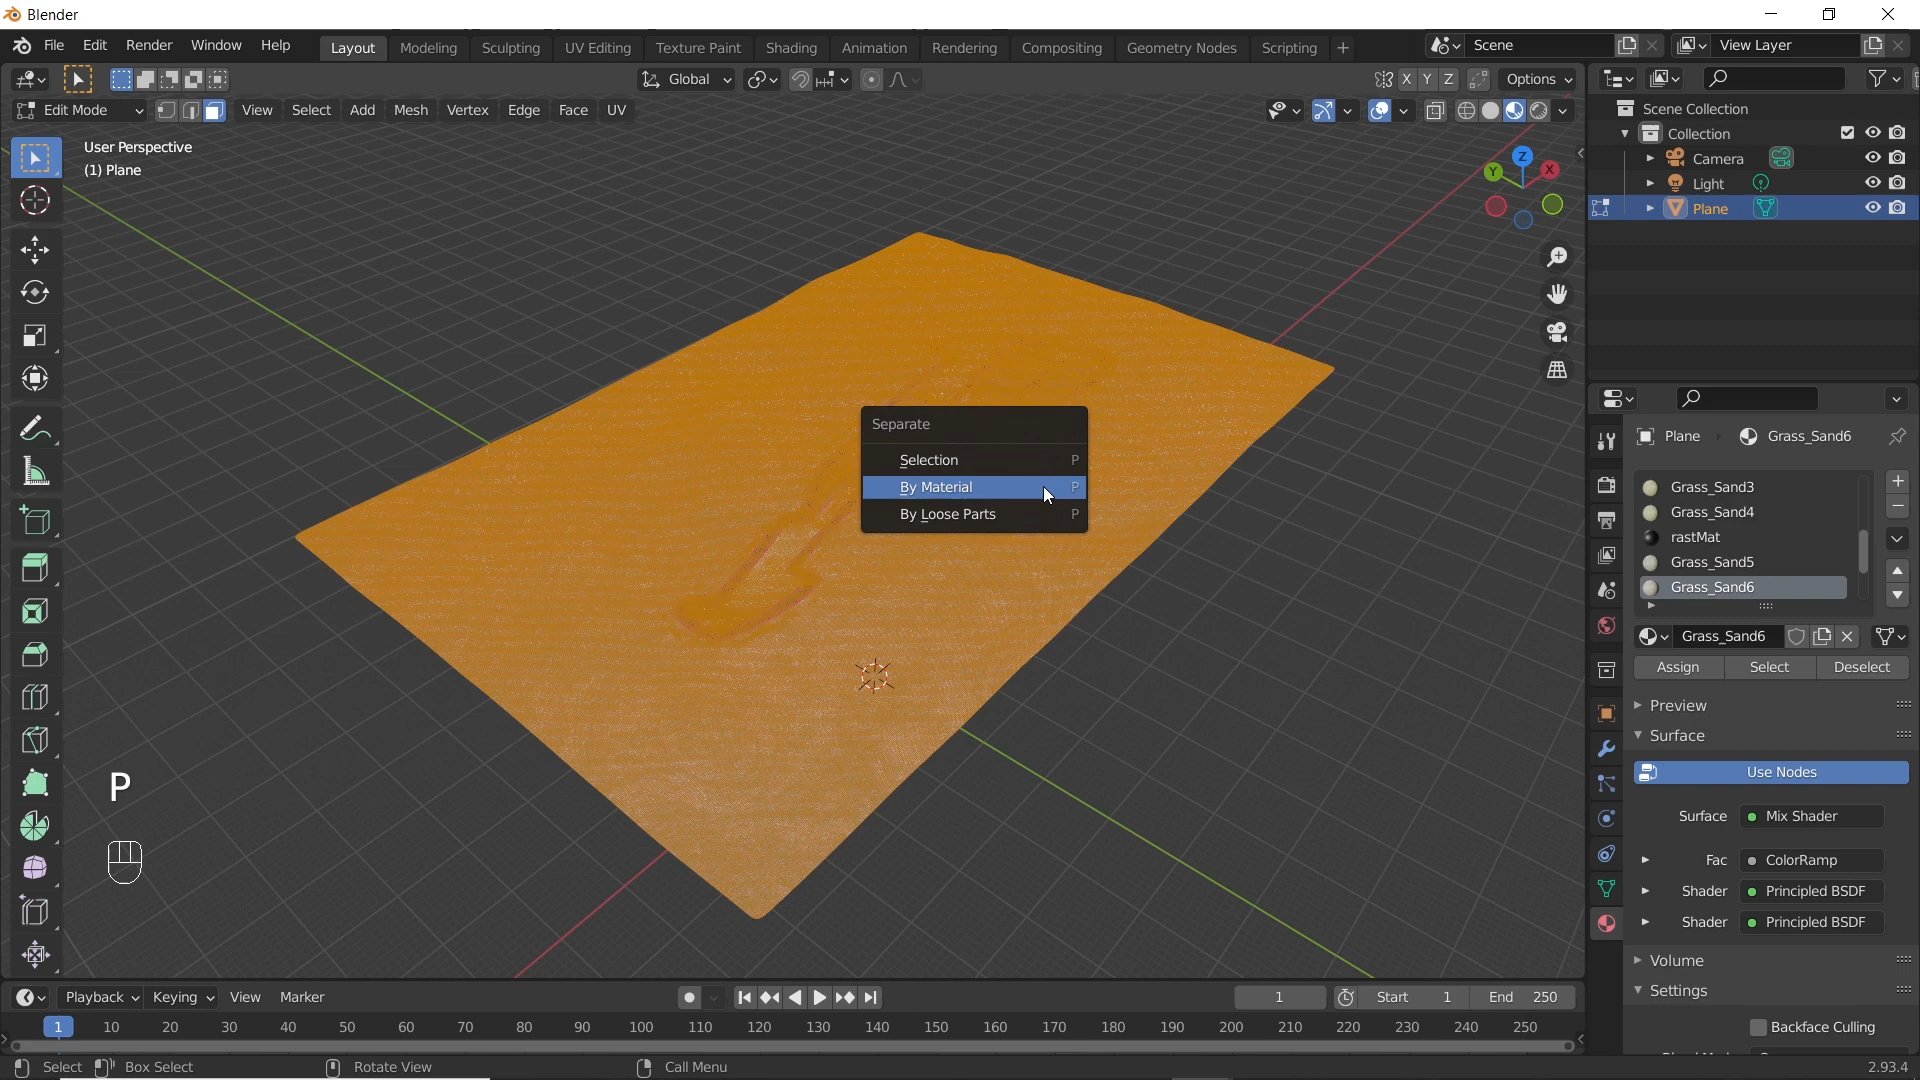 Blender
File Edit Render Window Help Layout Modeling Sculpting UV Editing Texture Paint Shading Animation Rendering Compositing Geometry Nodes Scripting + Scene View Layer
Global X Y Z Options
Edit Mode View Select Add Mesh Vertex Edge Face UV
User Perspective
(1) Plane
Z
Y X
Scene Collection
Collection
Camera
Light
Plane
Separate
Selection P
By Material P
By Loose Parts P
P
Plane Grass_Sand6
Grass_Sand3
Grass_Sand4
rastMat
Grass_Sand5
Grass_Sand6
Grass_Sand6
Assign Select Deselect
Preview
Surface
Use Nodes
Surface Mix Shader
Fac ColorRamp
Shader Principled BSDF
Shader Principled BSDF
Volume
Settings
Backface Culling
Playback Keying View Marker 1 Start 1 End 250
1 10 20 30 40 50 60 70 80 90 100 110 120 130 140 150 160 170 180 190 200 210 220 230 240 250
Select Box Select Rotate View Call Menu 2.93.4